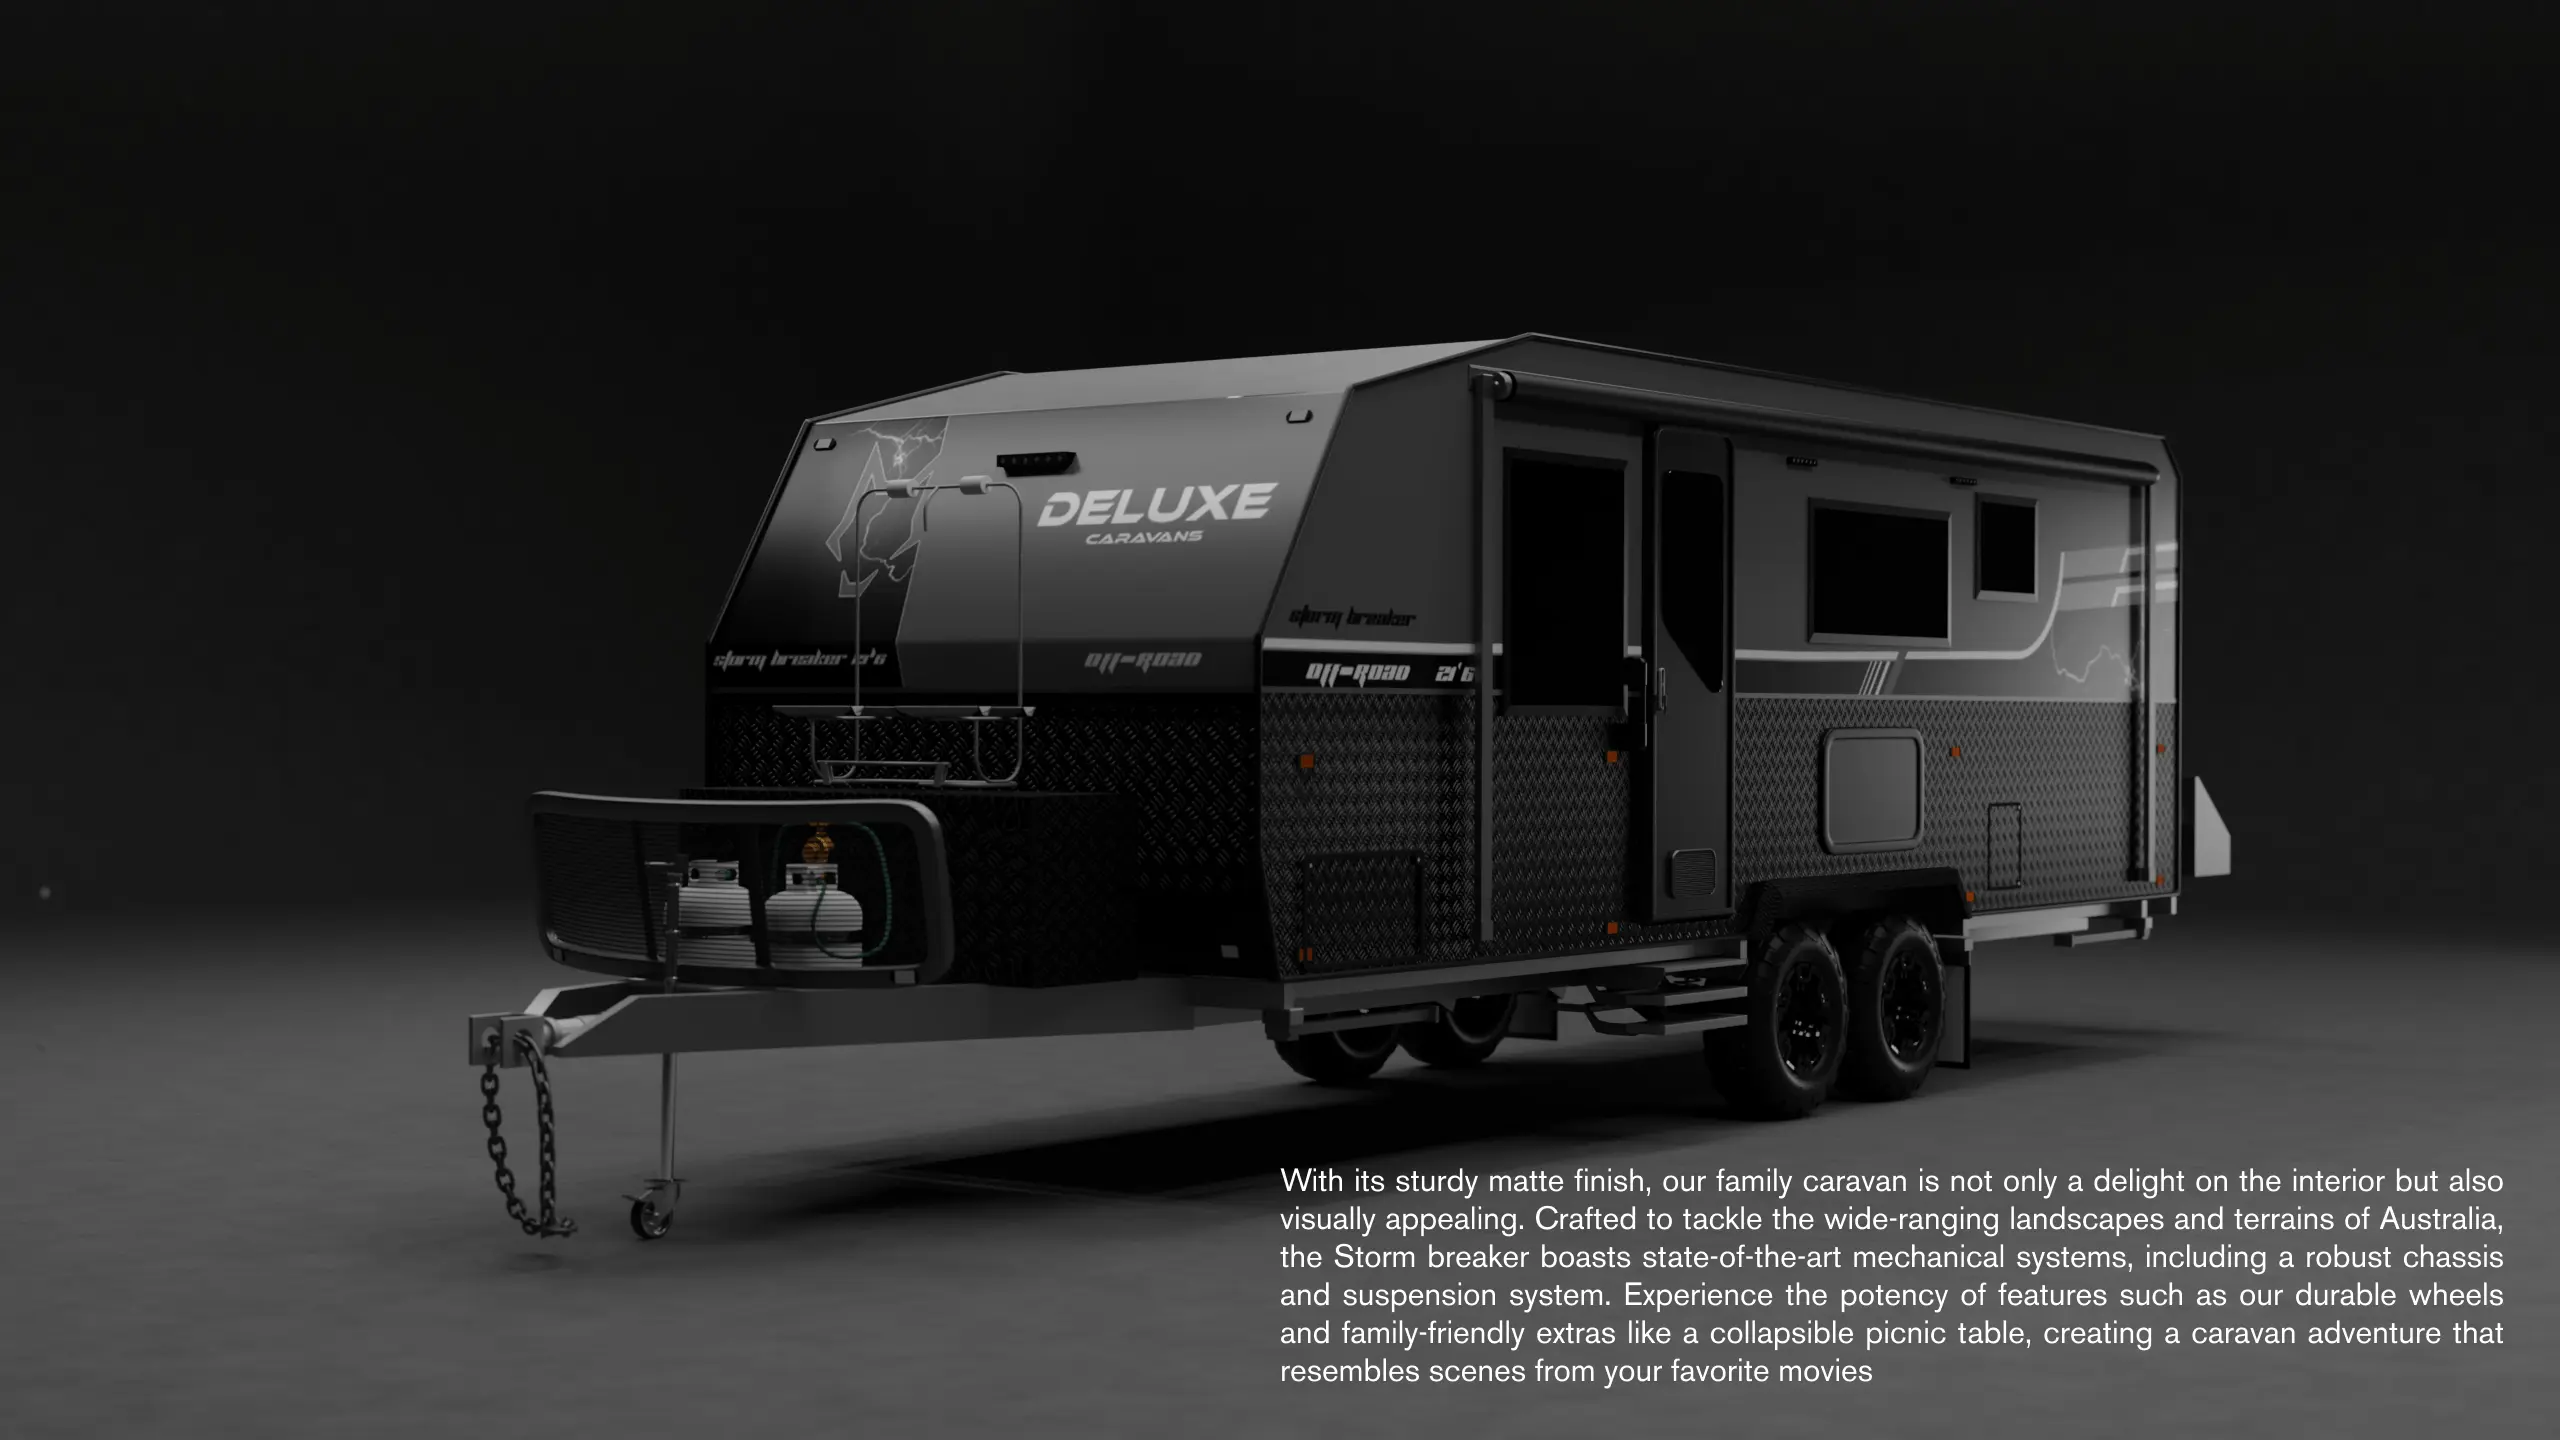 DELUXE
CARAVANS
storm breaker
storm breaker 19'6
OFF-ROAD
OFF-ROAD 21'6
With its sturdy matte finish, our family caravan is not only a delight on the interior but also
visually appealing. Crafted to tackle the wide-ranging landscapes and terrains of Australia,
the Storm breaker boasts state-of-the-art mechanical systems, including a robust chassis
and suspension system. Experience the potency of features such as our durable wheels
and family-friendly extras like a collapsible picnic table, creating a caravan adventure that
resembles scenes from your favorite movies